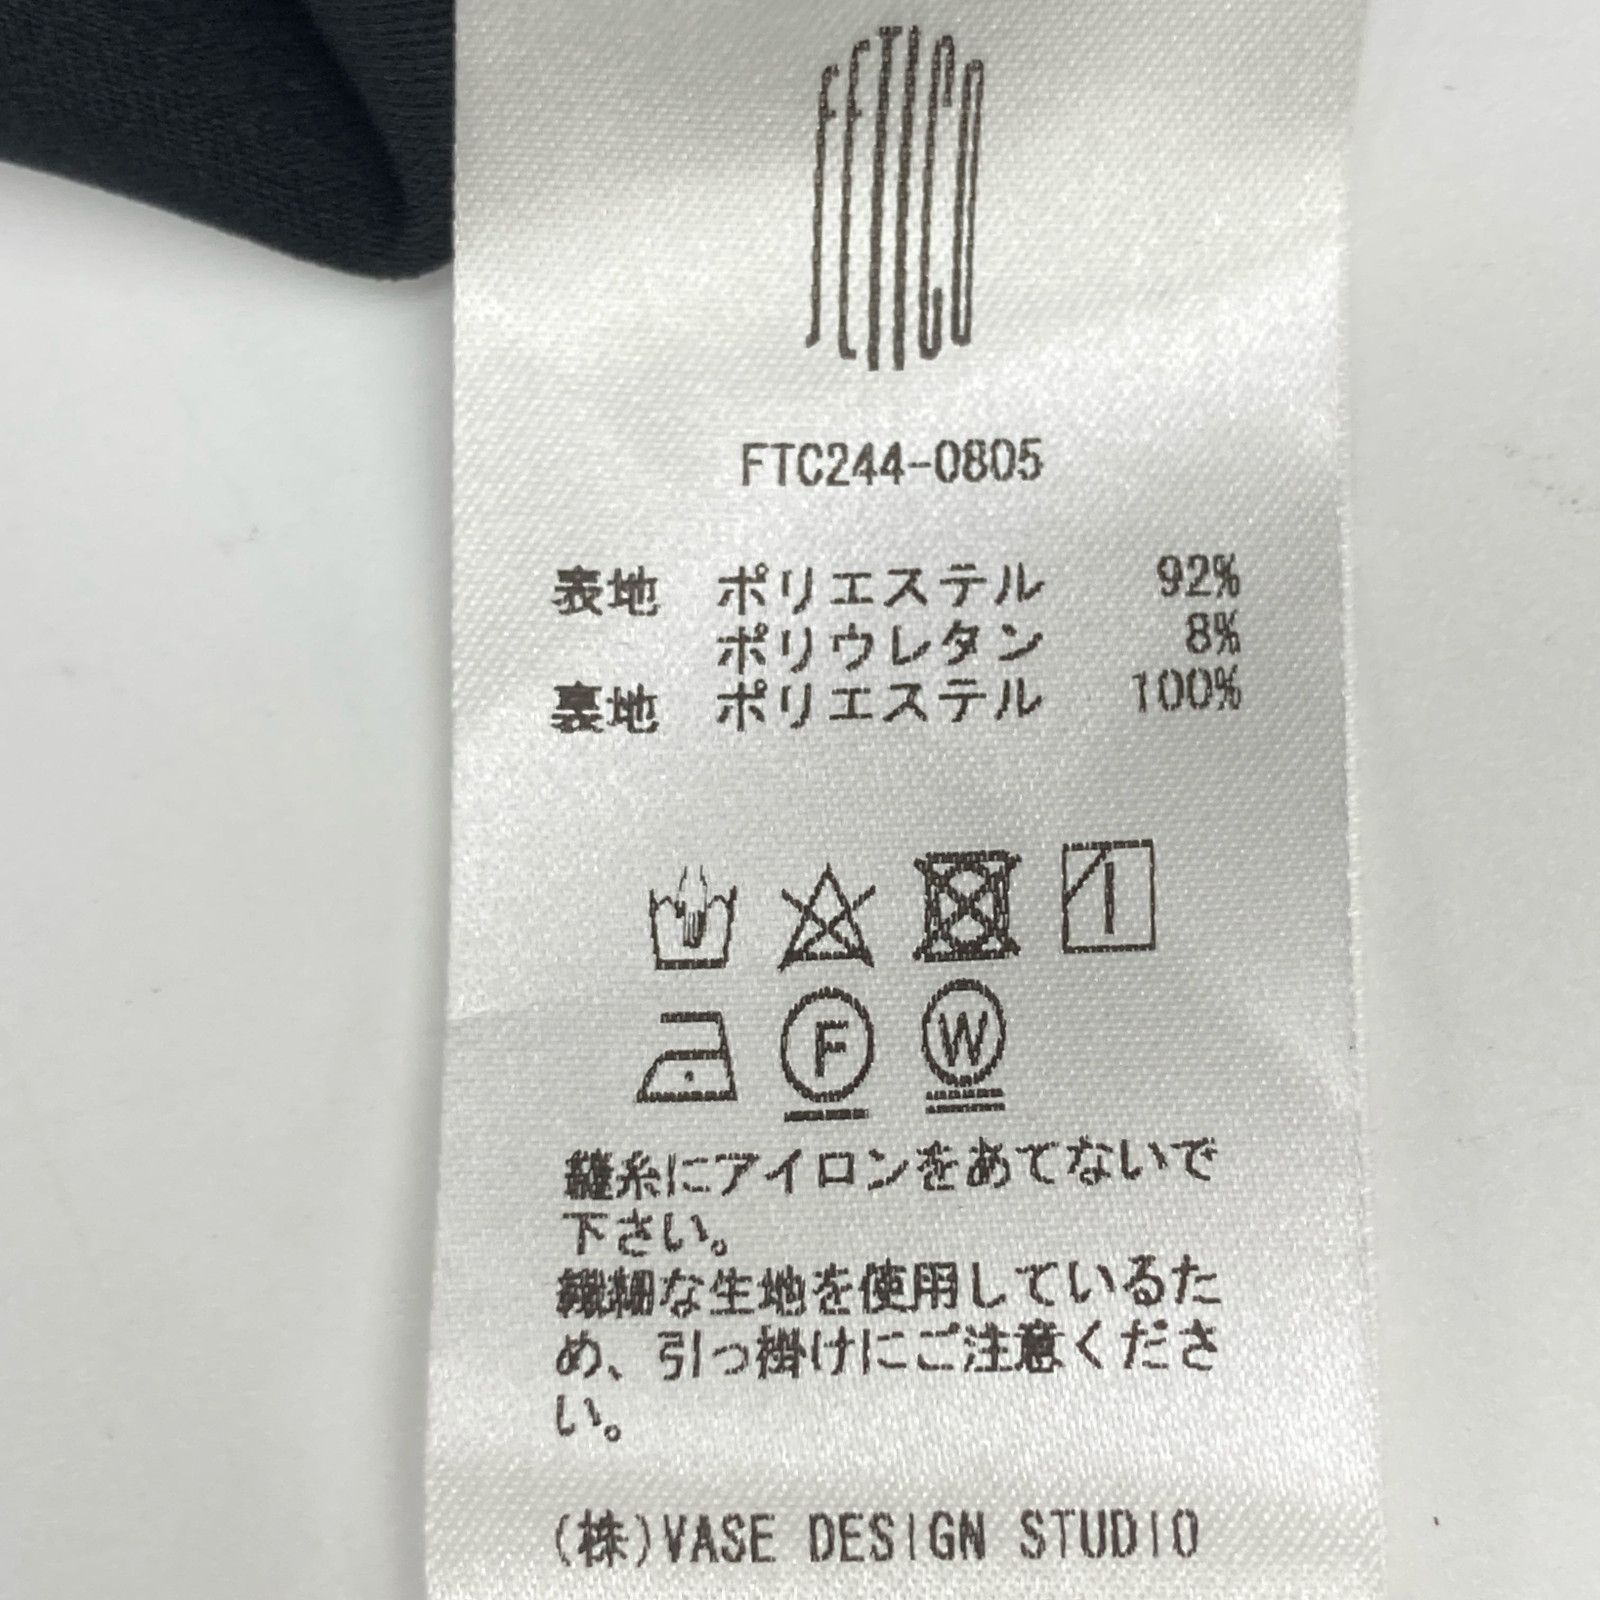 FETICO
FTC244-0805
表地 ポリエステル 92%
ポリウレタン 8%
裏地 ポリエステル 100%
F W
縫糸にアイロンをあてないで
下さい。
繊細な生地を使用しているた
め、引っ掛けにご注意くださ
い。
(株)VASE DESIGN STUDIO